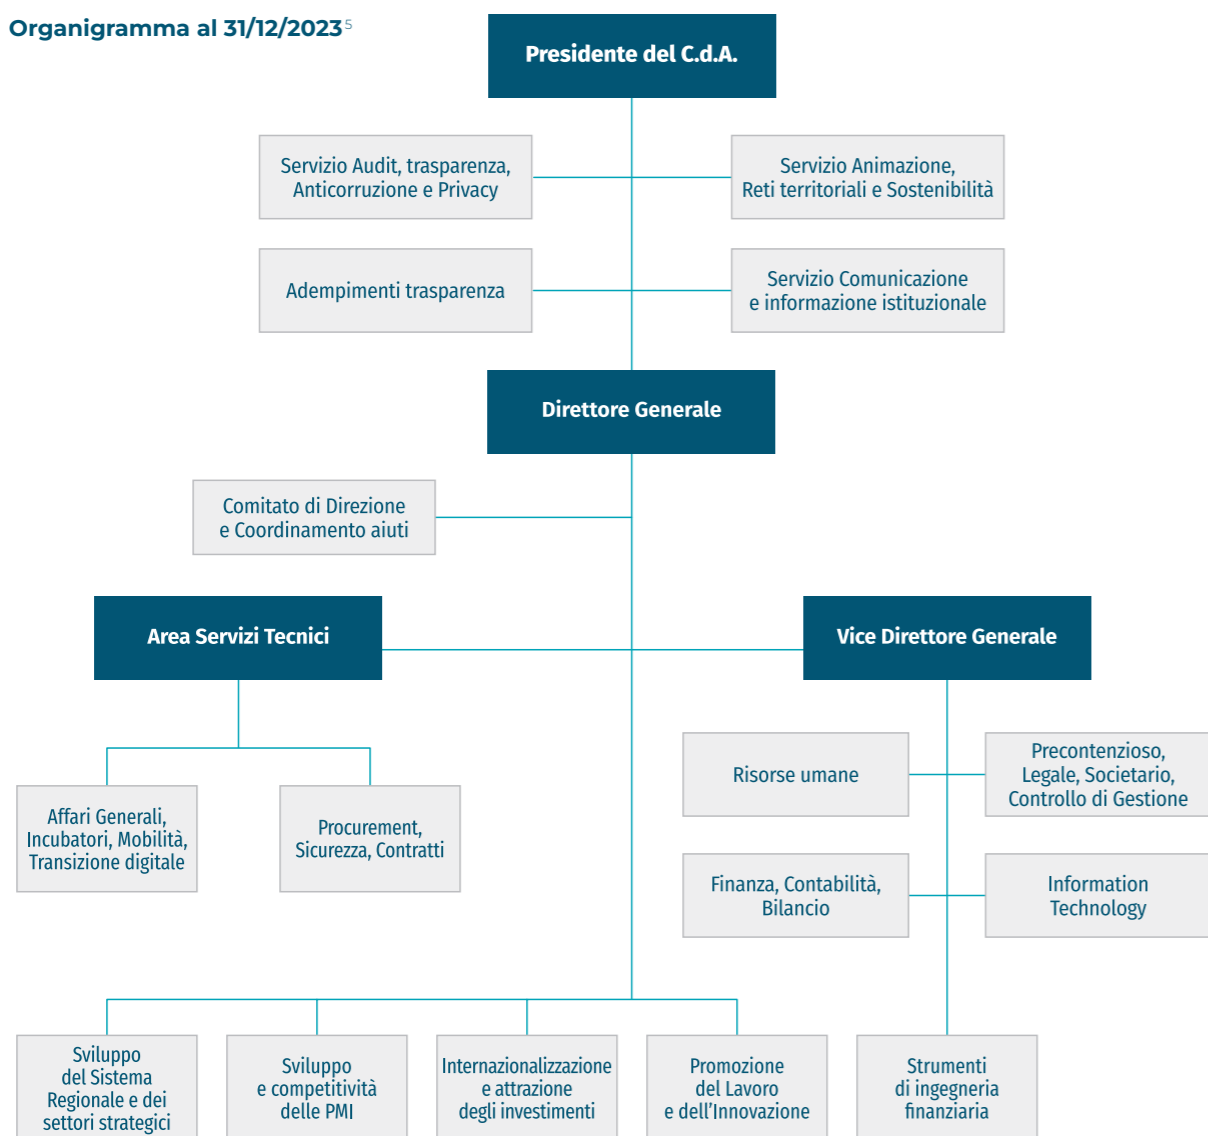 Organigramma al 31/12/2023⁵
Presidente del C.d.A.
Servizio Audit, trasparenza,
Anticorruzione e Privacy
Servizio Animazione,
Reti territoriali e Sostenibilità
Adempimenti trasparenza
Servizio Comunicazione
e informazione istituzionale
Direttore Generale
Comitato di Direzione
e Coordinamento aiuti
Area Servizi Tecnici
Vice Direttore Generale
Affari Generali,
Incubatori, Mobilità,
Transizione digitale
Procurement,
Sicurezza, Contratti
Risorse umane
Precontenzioso,
Legale, Societario,
Controllo di Gestione
Finanza, Contabilità,
Bilancio
Information
Technology
Sviluppo
del Sistema
Regionale e dei
settori strategici
Sviluppo
e competitività
delle PMI
Internazionalizzazione
e attrazione
degli investimenti
Promozione
del Lavoro
e dell'Innovazione
Strumenti
di ingegneria
finanziaria